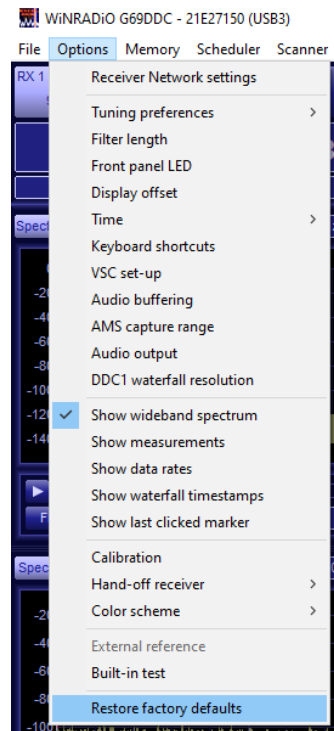 WiNRADiO G69DDC - 21E27150 (USB3)
File Options Memory Scheduler Scanner
RX 1
Receiver Network settings
Tuning preferences
Filter length
Front panel LED
Display offset
Time
Keyboard shortcuts
VSC set-up
Audio buffering
AMS capture range
Audio output
DDC1 waterfall resolution
Show wideband spectrum
Show measurements
Show data rates
Show waterfall timestamps
Show last clicked marker
Calibration
Hand-off receiver
Color scheme
External reference
Built-in test
Restore factory defaults
-100